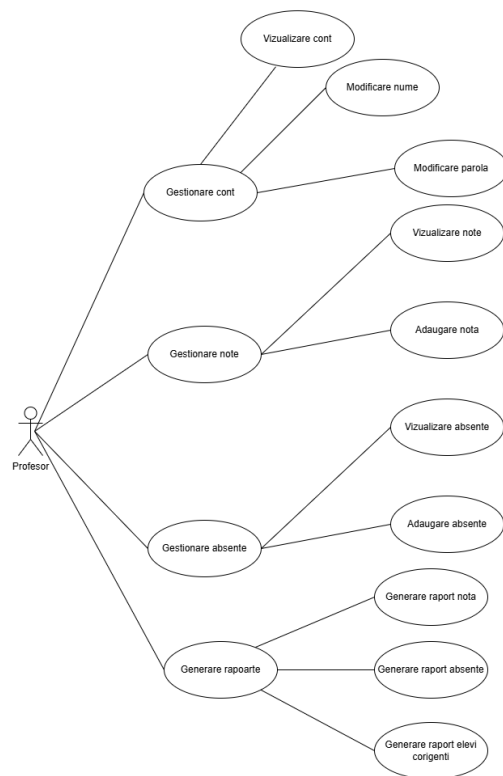 Vizualizare cont
Modificare nume
Modificare parola
Gestionare cont
Vizualizare note
Adaugare nota
Gestionare note
Vizualizare absente
Profesor
Adaugare absente
Gestionare absente
Generare raport nota
Generare rapoarte
Generare raport absente
Generare raport elevi
corigenti